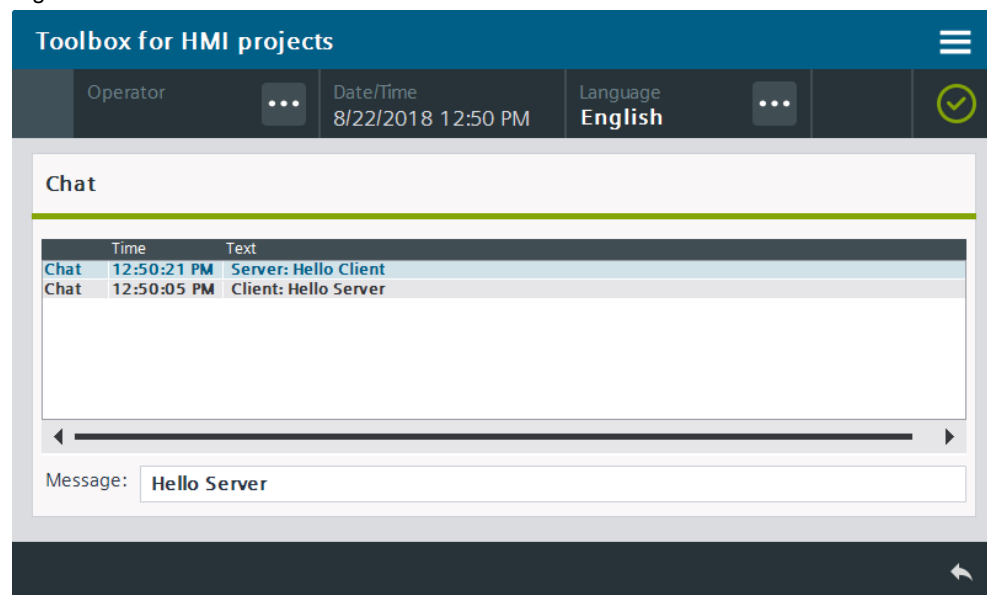 Toolbox for HMI projects
Operator
Date/Time
8/22/2018 12:50 PM
Language
English
Chat
Time Text
Chat 12:50:21 PM Server: Hello Client
Chat 12:50:05 PM Client: Hello Server
Message: Hello Server